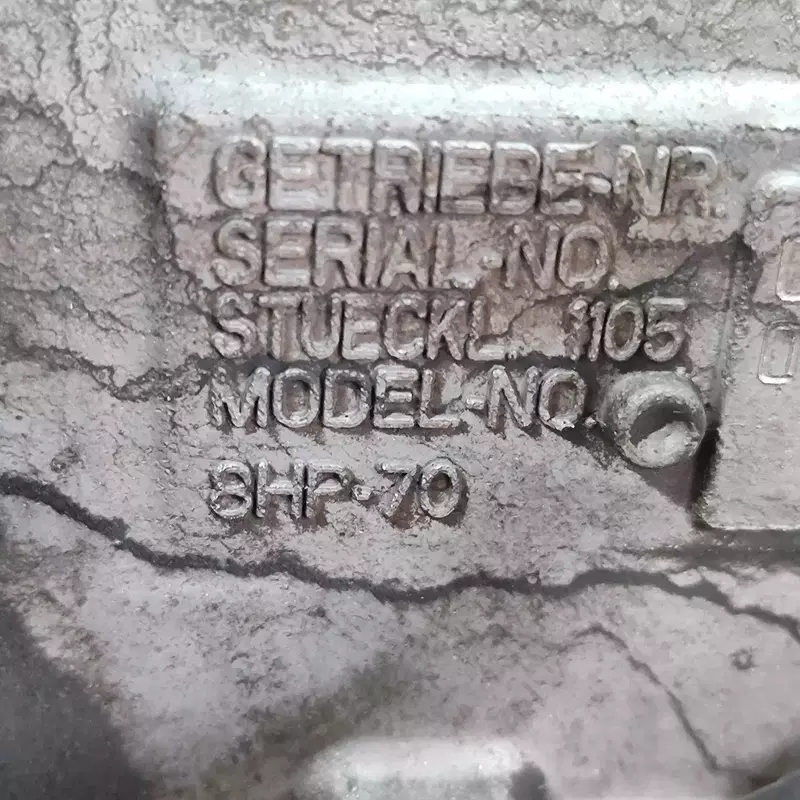 GETRIEBE-NR.
SERIAL-NO.
STUECKL. 1105
MODEL-NO.
8HP-70